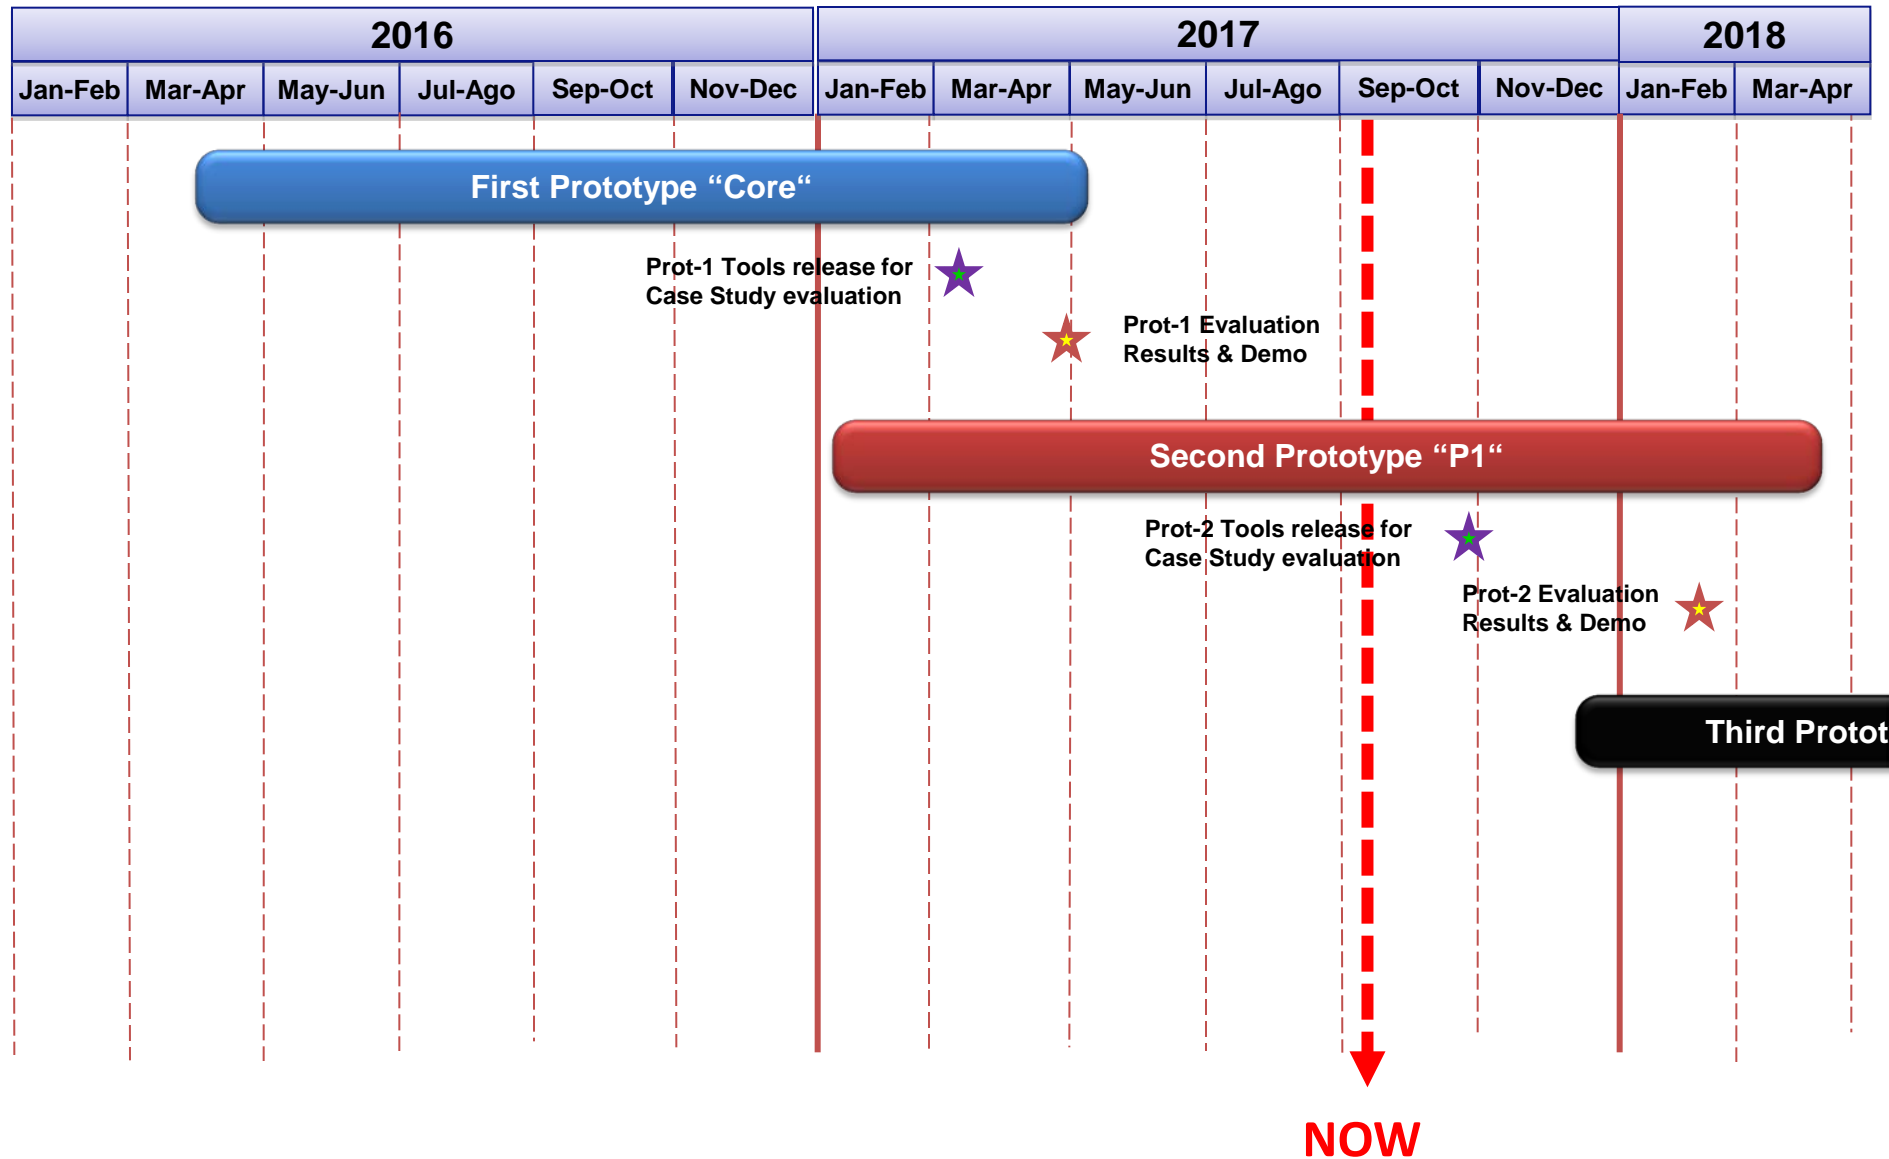 2016 2017 2018
Jan-Feb Mar-Apr May-Jun Jul-Ago Sep-Oct Nov-Dec Jan-Feb Mar-Apr May-Jun Jul-Ago Sep-Oct Nov-Dec Jan-Feb Mar-Apr
First Prototype “Core“
Prot-1 Tools release for
Case Study evaluation
Prot-1 Evaluation
Results & Demo
Second Prototype “P1“
Prot-2 Tools release for
Case Study evaluation
Prot-2 Evaluation
Results & Demo
Third Protot
NOW